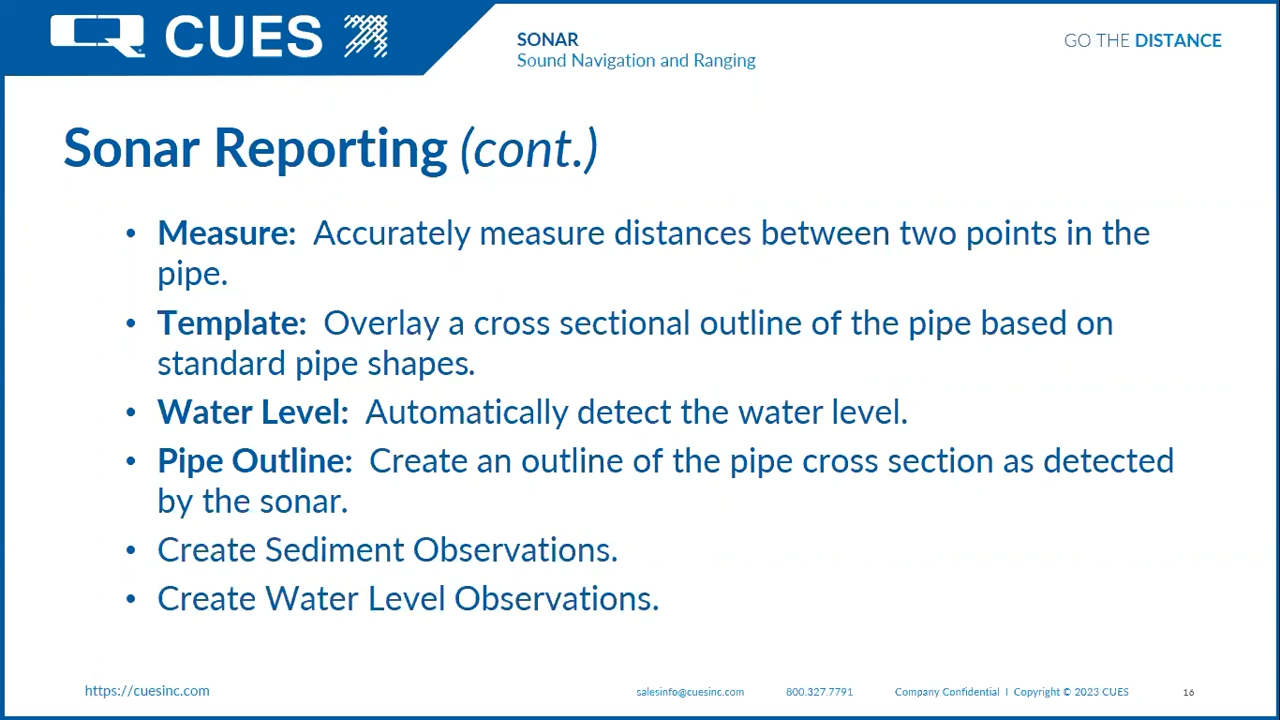 CUES
SONAR
Sound Navigation and Ranging
GO THE DISTANCE
Sonar Reporting (cont.)
• Measure: Accurately measure distances between two points in the
pipe.
• Template: Overlay a cross sectional outline of the pipe based on
standard pipe shapes.
• Water Level: Automatically detect the water level.
• Pipe Outline: Create an outline of the pipe cross section as detected
by the sonar.
• Create Sediment Observations.
• Create Water Level Observations.
https://cuesinc.com
salesinfo@cuesinc.com 800.327.7791 Company Confidential I Copyright © 2023 CUES 16